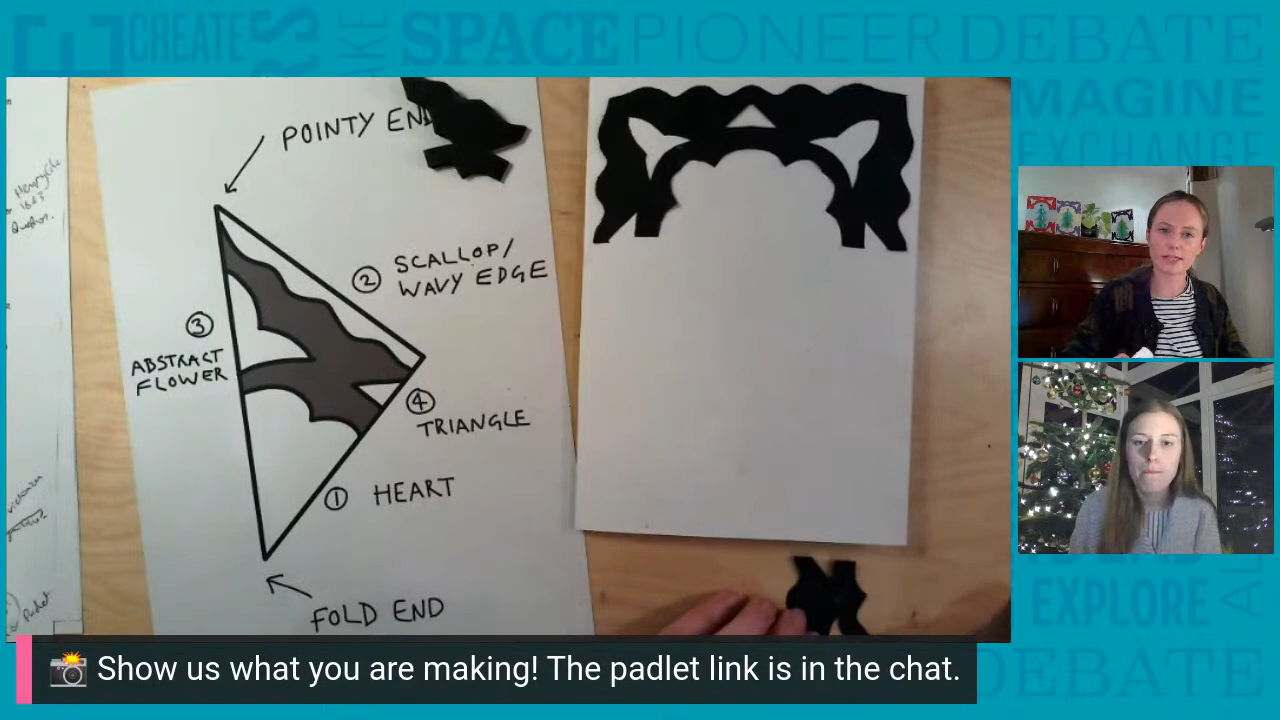 CREATE
SPACE
PIONEER
DEBATE
IMAGINE
EXCHANGE
POINTY END
② SCALLOP/
WAVY EDGE
③
ABSTRACT
FLOWER
④
TRIANGLE
① HEART
FOLD END
EXPLORE
DEBATE
📸 Show us what you are making! The padlet link is in the chat.